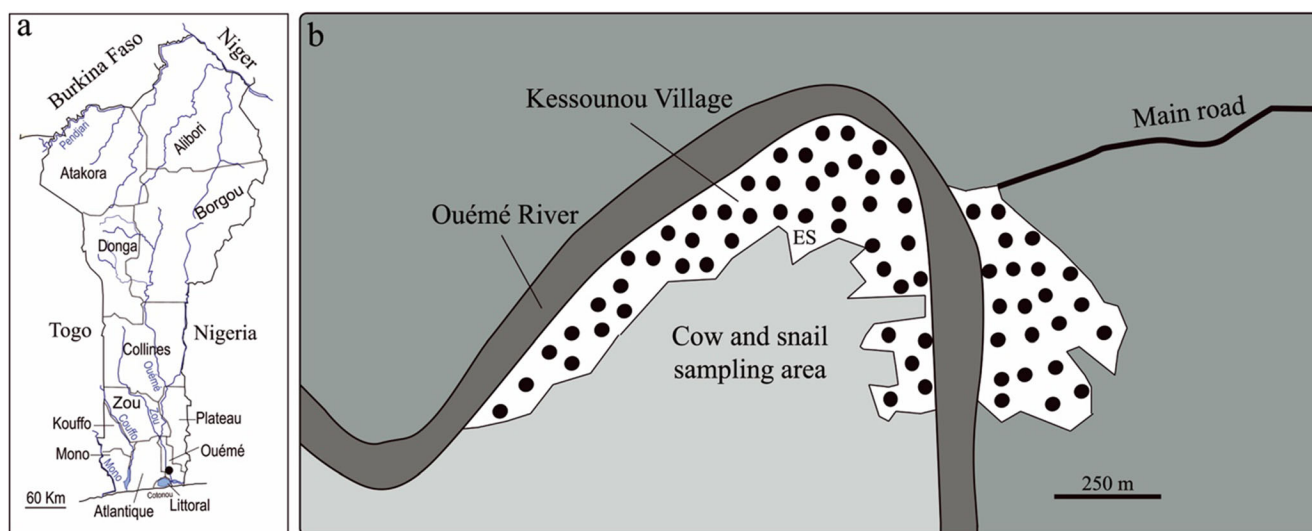 a
Burkina Faso
Niger
Pendjari
Alibori
Atakora
Borgou
Donga
Togo
Nigeria
Collines
Ouémé
Zou
Zou
Plateau
Kouffo
Couffo
Mono
Ouémé
Mono
Cotonou
60 Km
Littoral
Atlantique
b
Kessounou Village
Main road
Ouémé River
ES
Cow and snail
sampling area
250 m